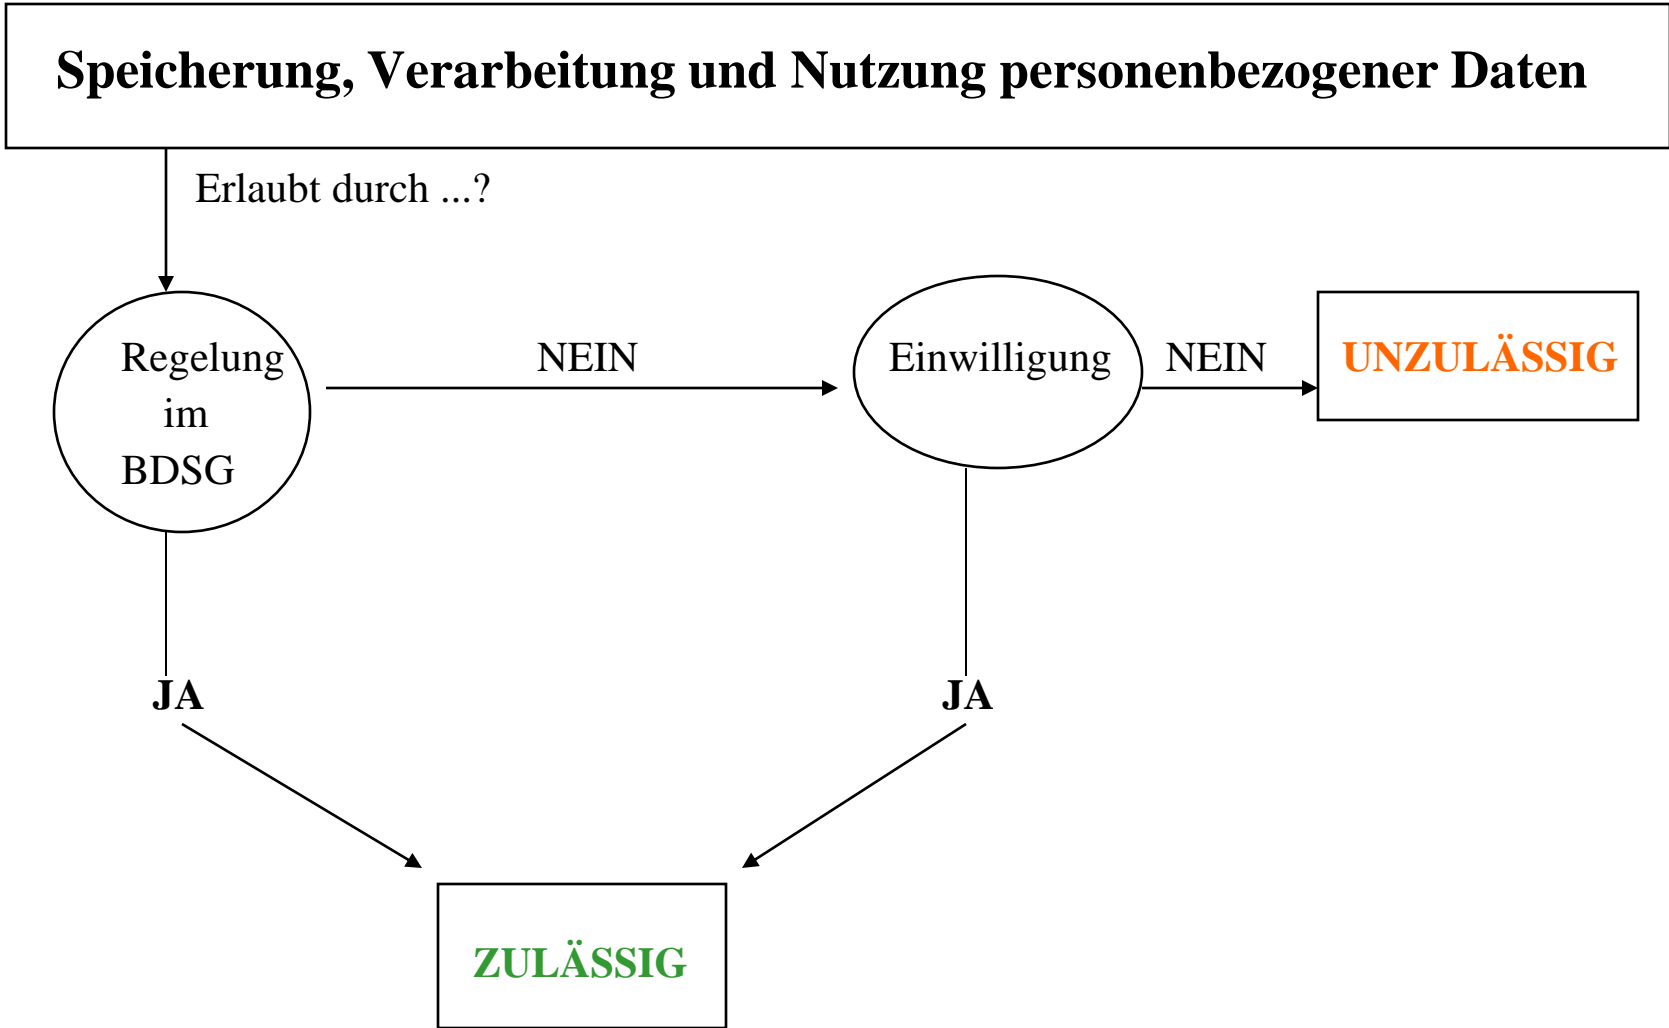 Speicherung, Verarbeitung und Nutzung personenbezogener Daten
Erlaubt durch ...?
Regelung
im
BDSG
NEIN
Einwilligung
NEIN
UNZULÄSSIG
JA
JA
ZULÄSSIG